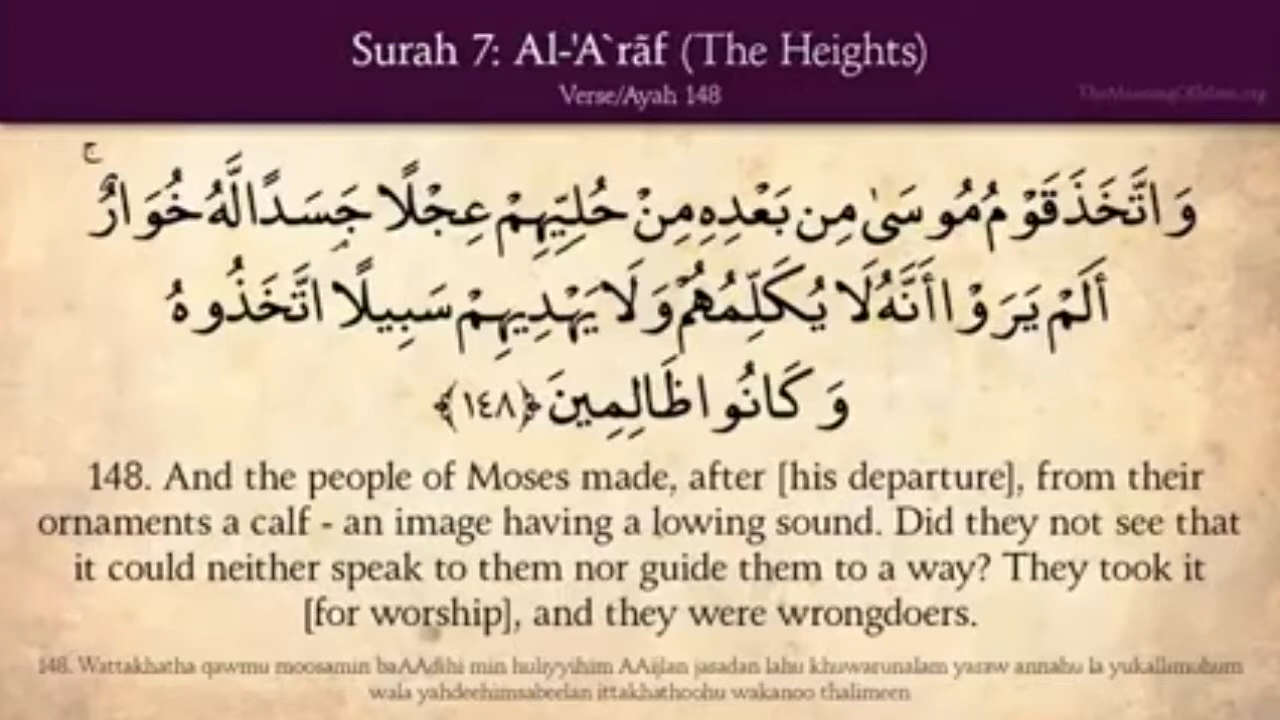 Surah 7: Al-'A`rāf (The Heights)
Verse/Ayah 148
TheMeaningOfIslam.org
وَاتَّخَذَ قَوْمُ مُوسَىٰ مِن بَعْدِهِ مِنْ حُلِيِّهِمْ عِجْلًا جَسَدًا لَّهُ خُوَارٌ ۚ
أَلَمْ يَرَوْا أَنَّهُ لَا يُكَلِّمُهُمْ وَلَا يَهْدِيهِمْ سَبِيلًا اتَّخَذُوهُ
وَكَانُوا ظَالِمِينَ ﴿١٤٨﴾
148. And the people of Moses made, after [his departure], from their
ornaments a calf - an image having a lowing sound. Did they not see that
it could neither speak to them nor guide them to a way? They took it
[for worship], and they were wrongdoers.
148. Wattakhatha qawmu moosamin baAAdihi min huliyyihim AAijlan jasadan lahu khuwarunalam yaraw annahu la yukallimuhum
wala yahdeehimsabeelan ittakhathoohu wakanoo thalimeen